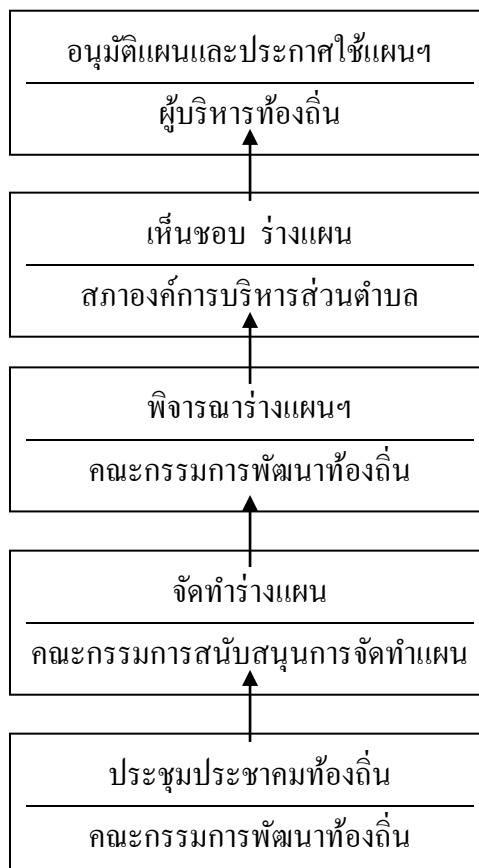 อนุมัติแผนและประกาศใช้แผนฯ
ผู้บริหารท้องถิ่น
เห็นชอบ ร่างแผน
สภาองค์การบริหารส่วนตำบล
พิจารณาร่างแผนฯ
คณะกรรมการพัฒนาท้องถิ่น
จัดทำร่างแผน
คณะกรรมการสนับสนุนการจัดทำแผน
ประชุมประชาคมท้องถิ่น
คณะกรรมการพัฒนาท้องถิ่น